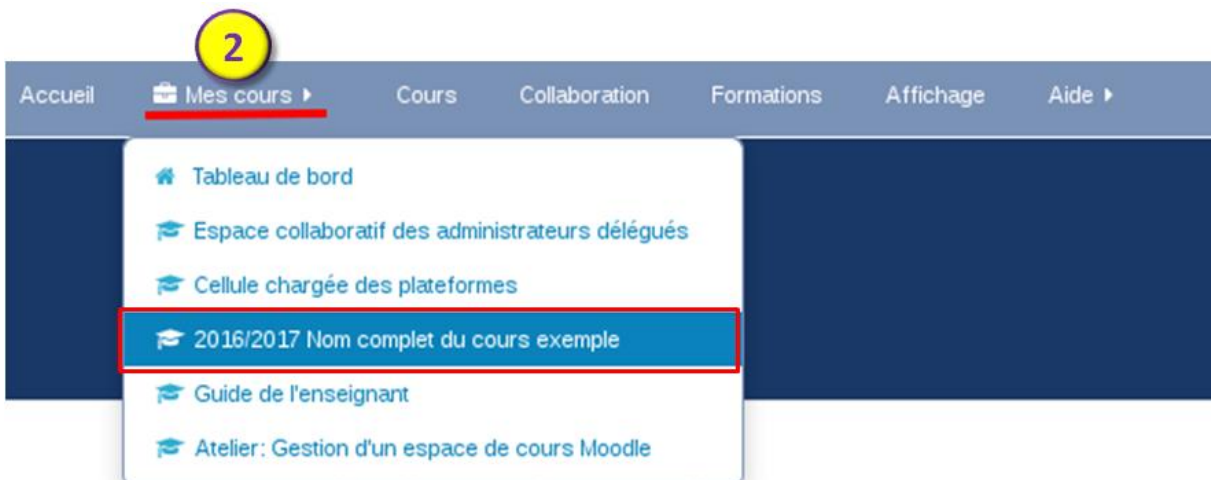 2
Accueil Mes cours Cours Collaboration Formations Affichage Aide
Tableau de bord
Espace collaboratif des administrateurs délégués
Cellule chargée des plateformes
2016/2017 Nom complet du cours exemple
Guide de l'enseignant
Atelier: Gestion d'un espace de cours Moodle